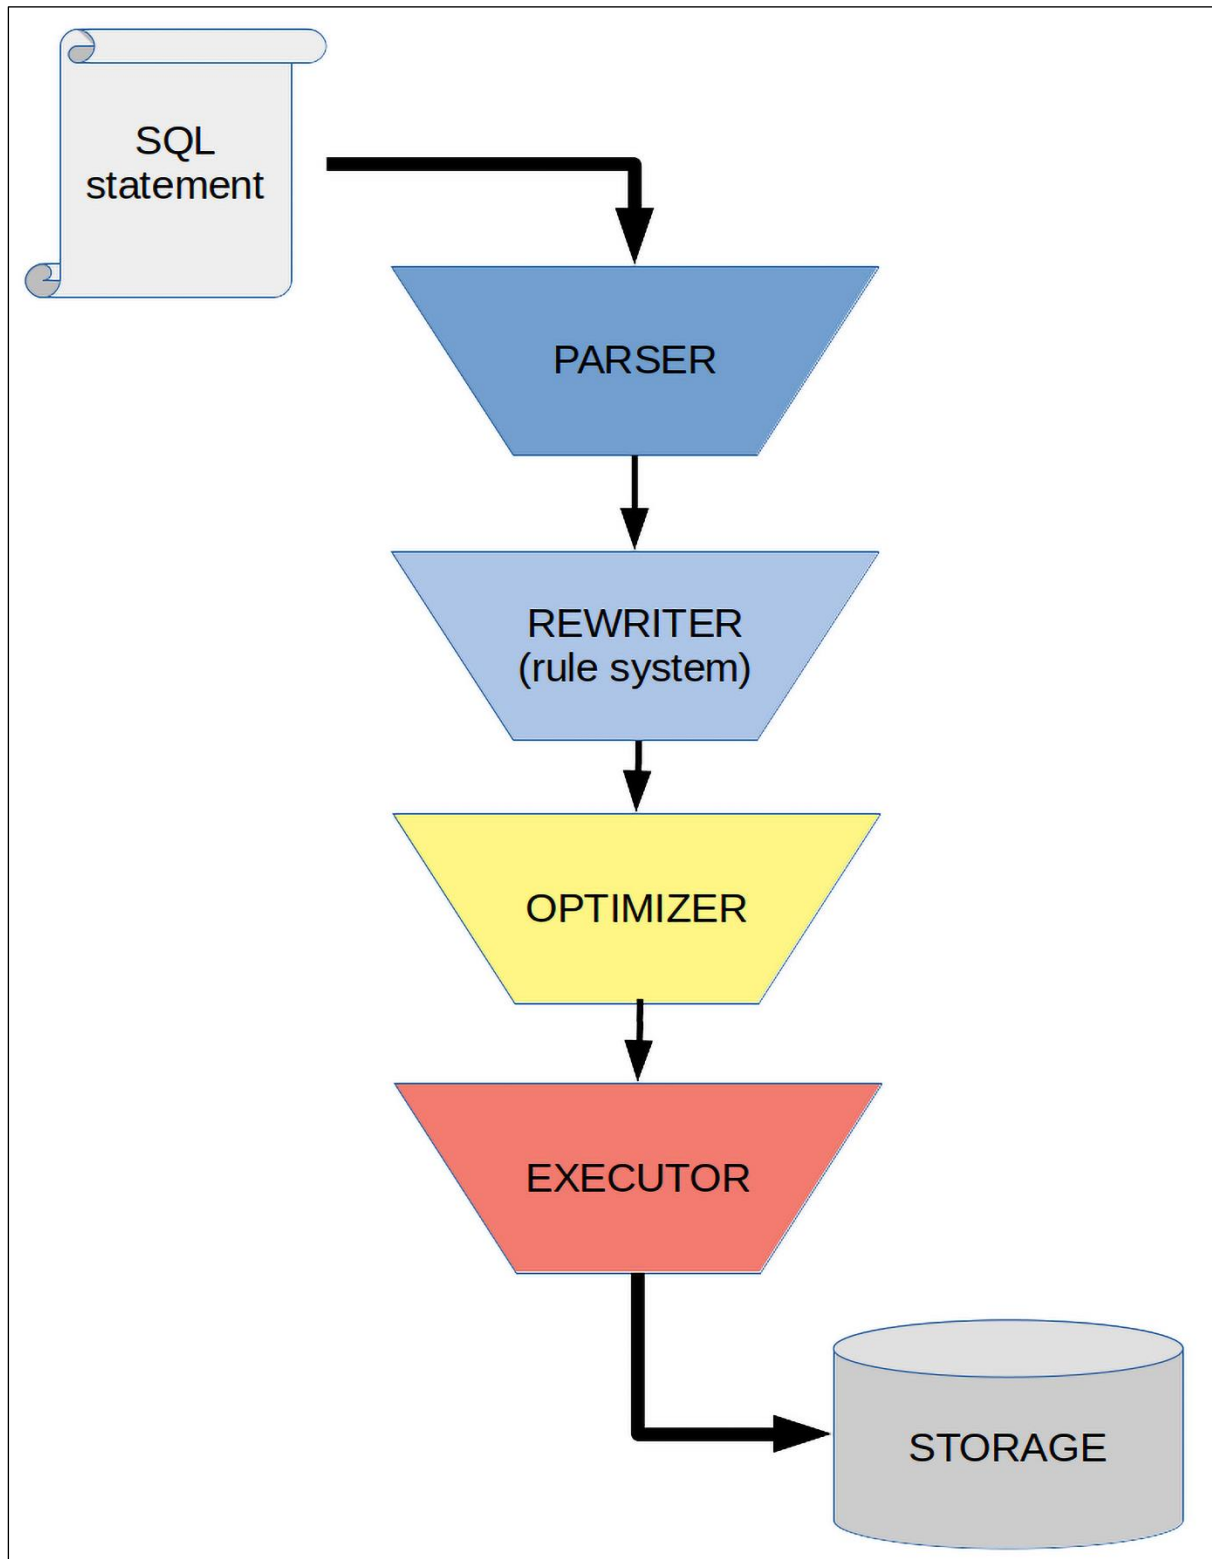 SQL
statement
PARSER
REWRITER
(rule system)
OPTIMIZER
EXECUTOR
STORAGE